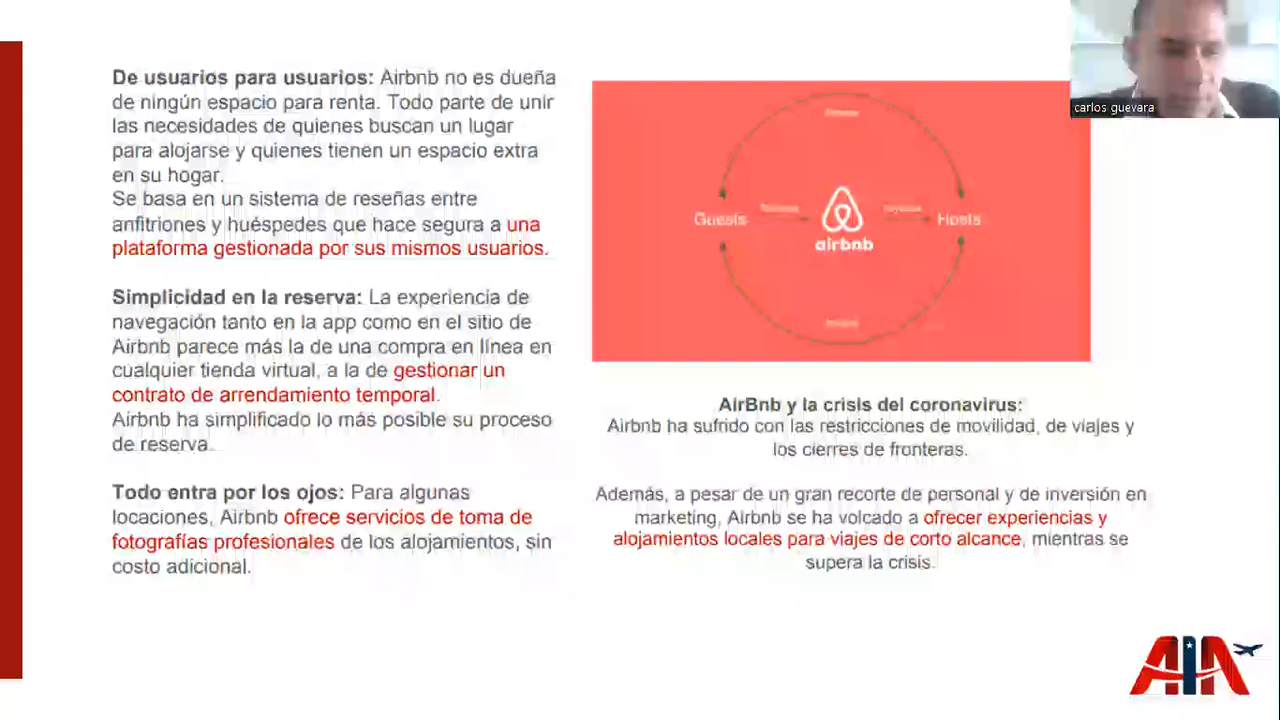 De usuarios para usuarios: Airbnb no es dueña
de ningún espacio para renta. Todo parte de unir
las necesidades de quienes buscan un lugar
para alojarse y quienes tienen un espacio extra
en su hogar.
Se basa en un sistema de reseñas entre
anfitriones y huéspedes que hace segura a una
plataforma gestionada por sus mismos usuarios.
Simplicidad en la reserva: La experiencia de
navegación tanto en la app como en el sitio de
Airbnb parece más la de una compra en línea en
cualquier tienda virtual, a la de gestionar un
contrato de arrendamiento temporal.
Airbnb ha simplificado lo más posible su proceso
de reserva.
Todo entra por los ojos: Para algunas
locaciones, Airbnb ofrece servicios de toma de
fotografías profesionales de los alojamientos, sin
costo adicional.
Guests
airbnb
Hosts
carlos guevara
AirBnb y la crisis del coronavirus:
Airbnb ha sufrido con las restricciones de movilidad, de viajes y
los cierres de fronteras.
Además, a pesar de un gran recorte de personal y de inversión en
marketing, Airbnb se ha volcado a ofrecer experiencias y
alojamientos locales para viajes de corto alcance, mientras se
supera la crisis.
AIA